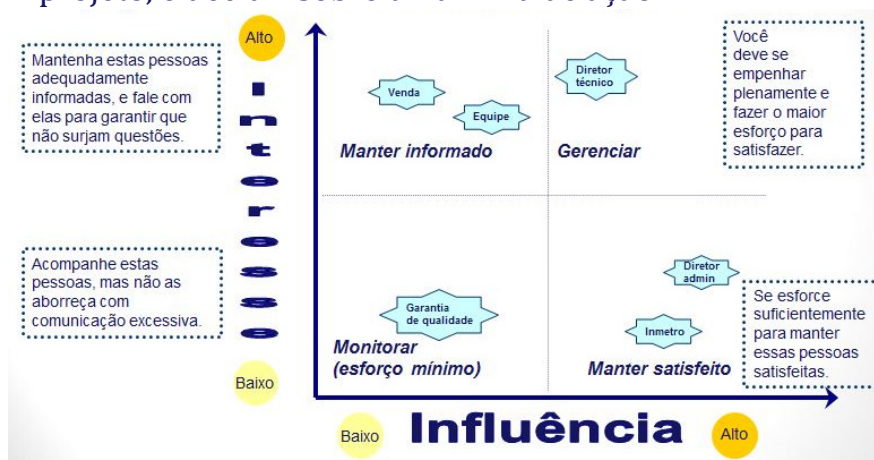 Alto
Mantenha estas pessoas
adequadamente
informadas, e fale com
elas para garantir que
não surjam questões.
Interesse
Venda
Equipe
Diretor
técnico
Você
deve se
empenhar
plenamente e
fazer o maior
esforço para
satisfazer.
Manter informado
Gerenciar
Acompanhe estas
pessoas, mas não as
aborreça com
comunicação excessiva.
Garantia
de qualidade
Diretor
admin
Inmetro
Se esforce
suficientemente
para manter
essas pessoas
satisfeitas.
Monitorar
(esforço mínimo)
Manter satisfeito
Baixo
Baixo
Influência
Alto